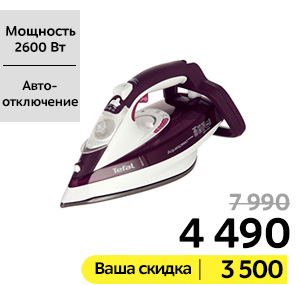 Мощность
2600 Вт
Авто-
отключение
Tefal
7 990
4 490
Ваша скидка 3 500